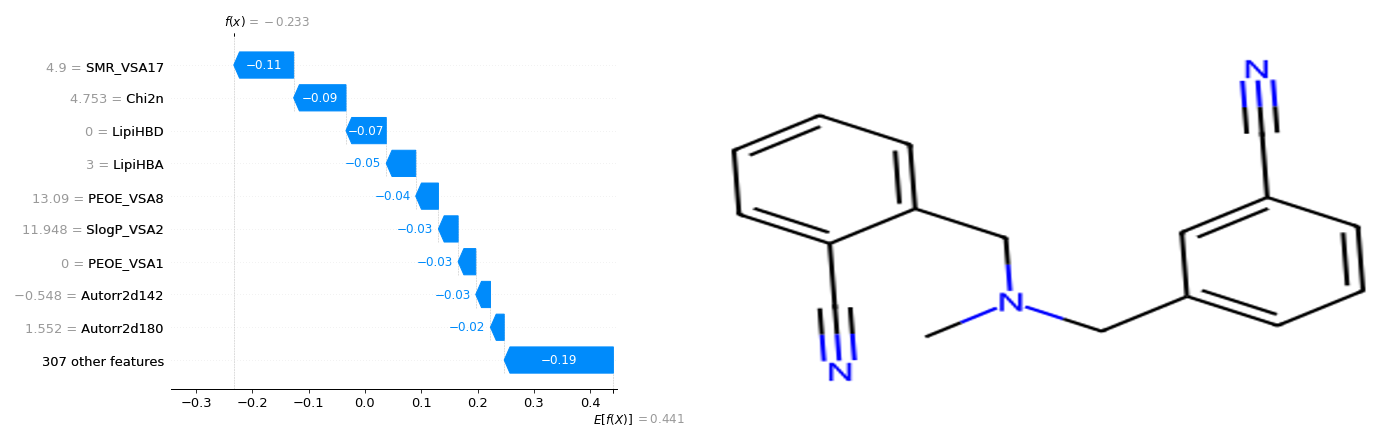 f(x) = −0.233
4.9 = SMR_VSA17
−0.11
4.753 = Chi2n
−0.09
0 = LipiHBD
−0.07
3 = LipiHBA
−0.05
13.09 = PEOE_VSA8
−0.04
11.948 = SlogP_VSA2
−0.03
0 = PEOE_VSA1
−0.03
−0.548 = Autorr2d142
−0.03
1.552 = Autorr2d180
−0.02
307 other features
−0.19
−0.3 −0.2 −0.1 0.0 0.1 0.2 0.3 0.4
E[f(X)] = 0.441
N
N
N